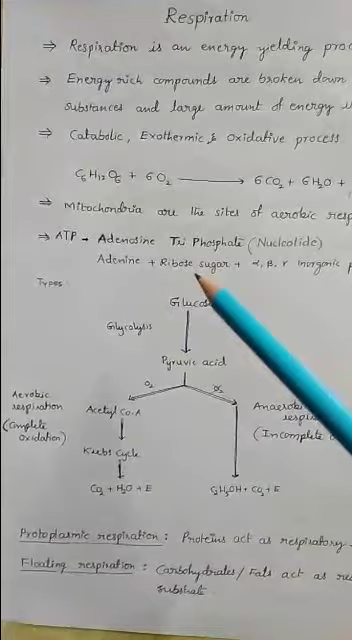 Respiration
⇒ Respiration is an energy yielding pro
⇒ Energy rich compounds are broken down
substances and large amount of energy
⇒ Catabolic, Exothermic & Oxidative process
C6H12O6 + 6O2 → 6CO2 + 6H2O +
⇒ Mitochondria are the sites of aerobic resp
⇒ ATP - Adenosine Tri Phosphate (Nucleotide)
Adenine + Ribose sugar + α, β, γ Inorganic p
Types:
Glucos
Glycolysis
Pyruvic acid
O2
Aerobic respiration (Complete oxidation)
Acetyl Co.A
Anaerobi
(Incomplete
Krebs Cycle
CO2 + H2O + E
C2H5OH + CO2 + E
Protoplasmic respiration : Proteins act as respiratory
Floating respiration : Carbohydrates/Fats act as res
substrate.